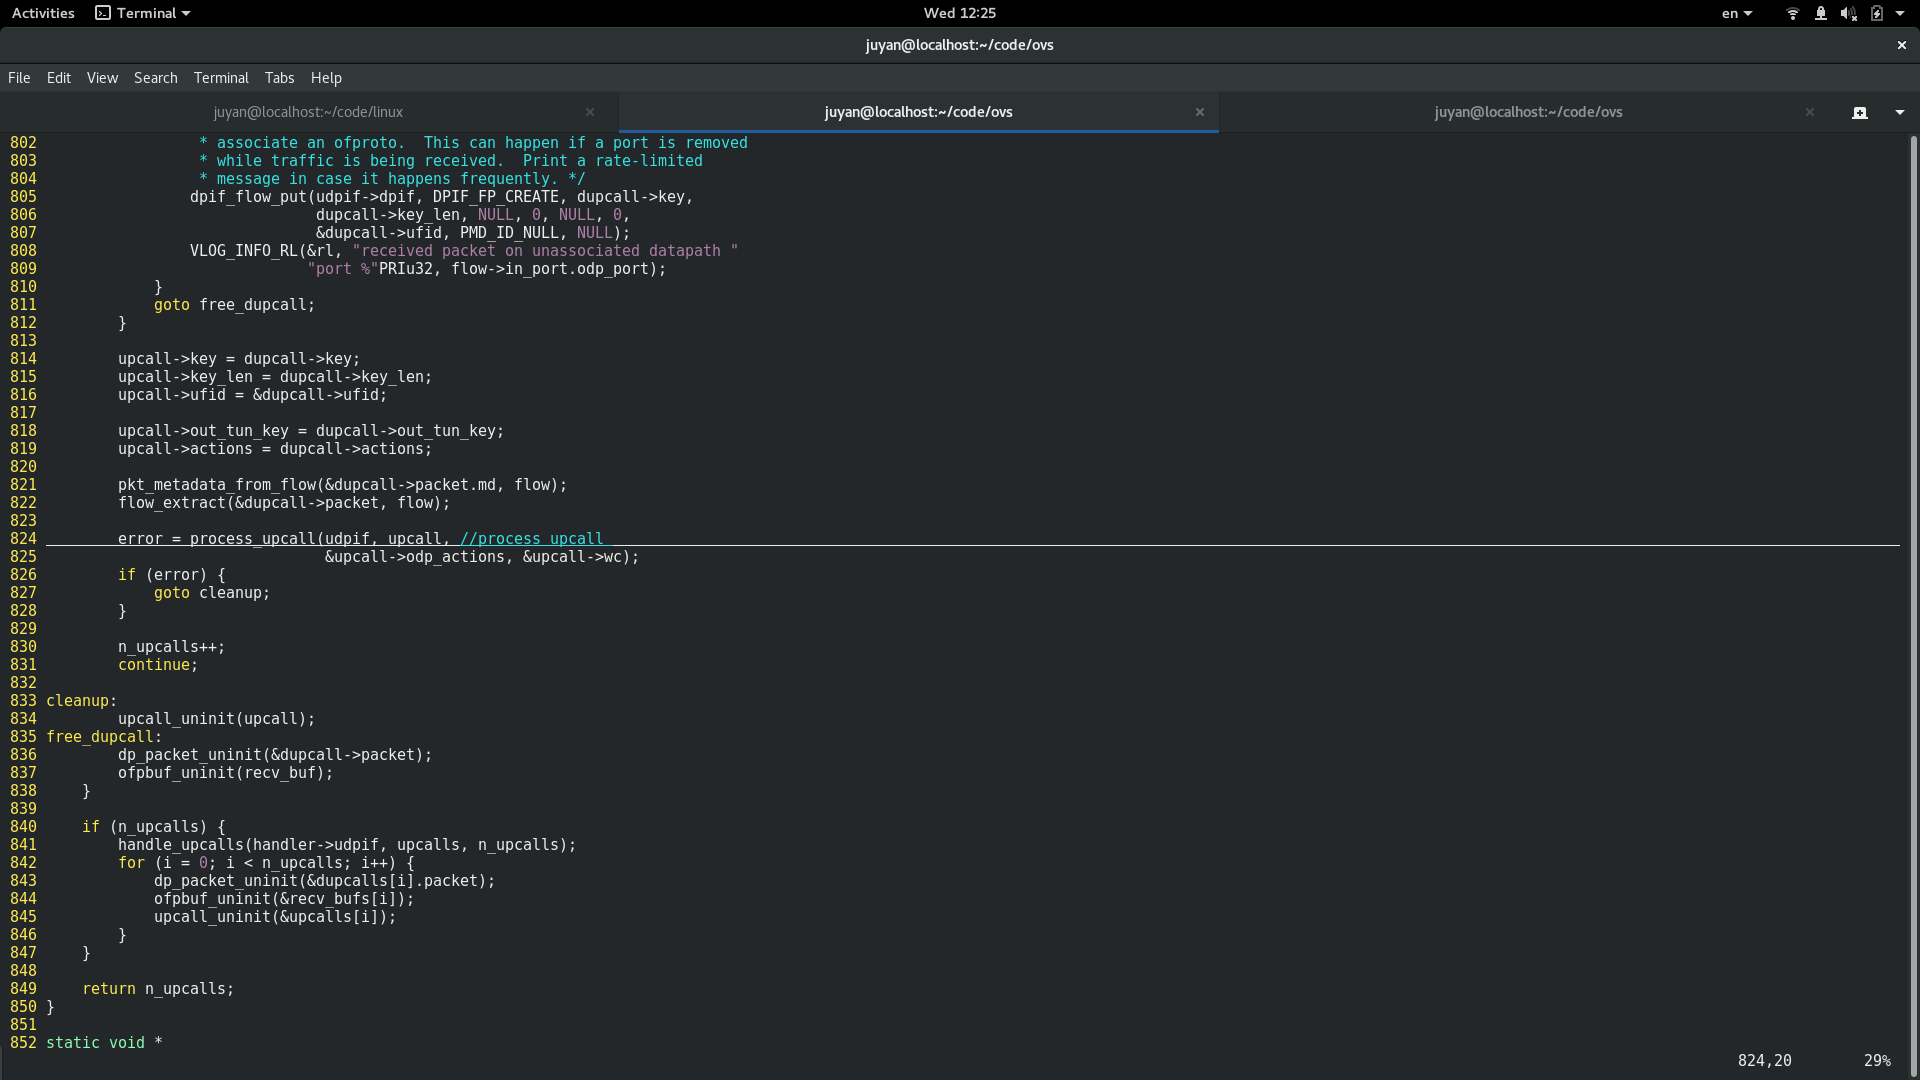 Activities Terminal Wed 12:25 en
juyan@localhost:~/code/ovs
File Edit View Search Terminal Tabs Help
juyan@localhost:~/code/linux juyan@localhost:~/code/ovs juyan@localhost:~/code/ovs
802                  * associate an ofproto.  This can happen if a port is removed
803                  * while traffic is being received.  Print a rate-limited
804                  * message in case it happens frequently. */
805                 dpif_flow_put(udpif->dpif, DPIF_FP_CREATE, dupcall->key,
806                               dupcall->key_len, NULL, 0, NULL, 0,
807                               &dupcall->ufid, PMD_ID_NULL, NULL);
808                 VLOG_INFO_RL(&rl, "received packet on unassociated datapath "
809                              "port %"PRIu32, flow->in_port.odp_port);
810             }
811             goto free_dupcall;
812         }
813
814         upcall->key = dupcall->key;
815         upcall->key_len = dupcall->key_len;
816         upcall->ufid = &dupcall->ufid;
817
818         upcall->out_tun_key = dupcall->out_tun_key;
819         upcall->actions = dupcall->actions;
820
821         pkt_metadata_from_flow(&dupcall->packet.md, flow);
822         flow_extract(&dupcall->packet, flow);
823
824         error = process_upcall(udpif, upcall, //process upcall
825                                &upcall->odp_actions, &upcall->wc);
826         if (error) {
827             goto cleanup;
828         }
829
830         n_upcalls++;
831         continue;
832
833 cleanup:
834         upcall_uninit(upcall);
835 free_dupcall:
836         dp_packet_uninit(&dupcall->packet);
837         ofpbuf_uninit(recv_buf);
838     }
839
840     if (n_upcalls) {
841         handle_upcalls(handler->udpif, upcalls, n_upcalls);
842         for (i = 0; i < n_upcalls; i++) {
843             dp_packet_uninit(&dupcalls[i].packet);
844             ofpbuf_uninit(&recv_bufs[i]);
845             upcall_uninit(&upcalls[i]);
846         }
847     }
848
849     return n_upcalls;
850 }
851
852 static void *
824,20 29%